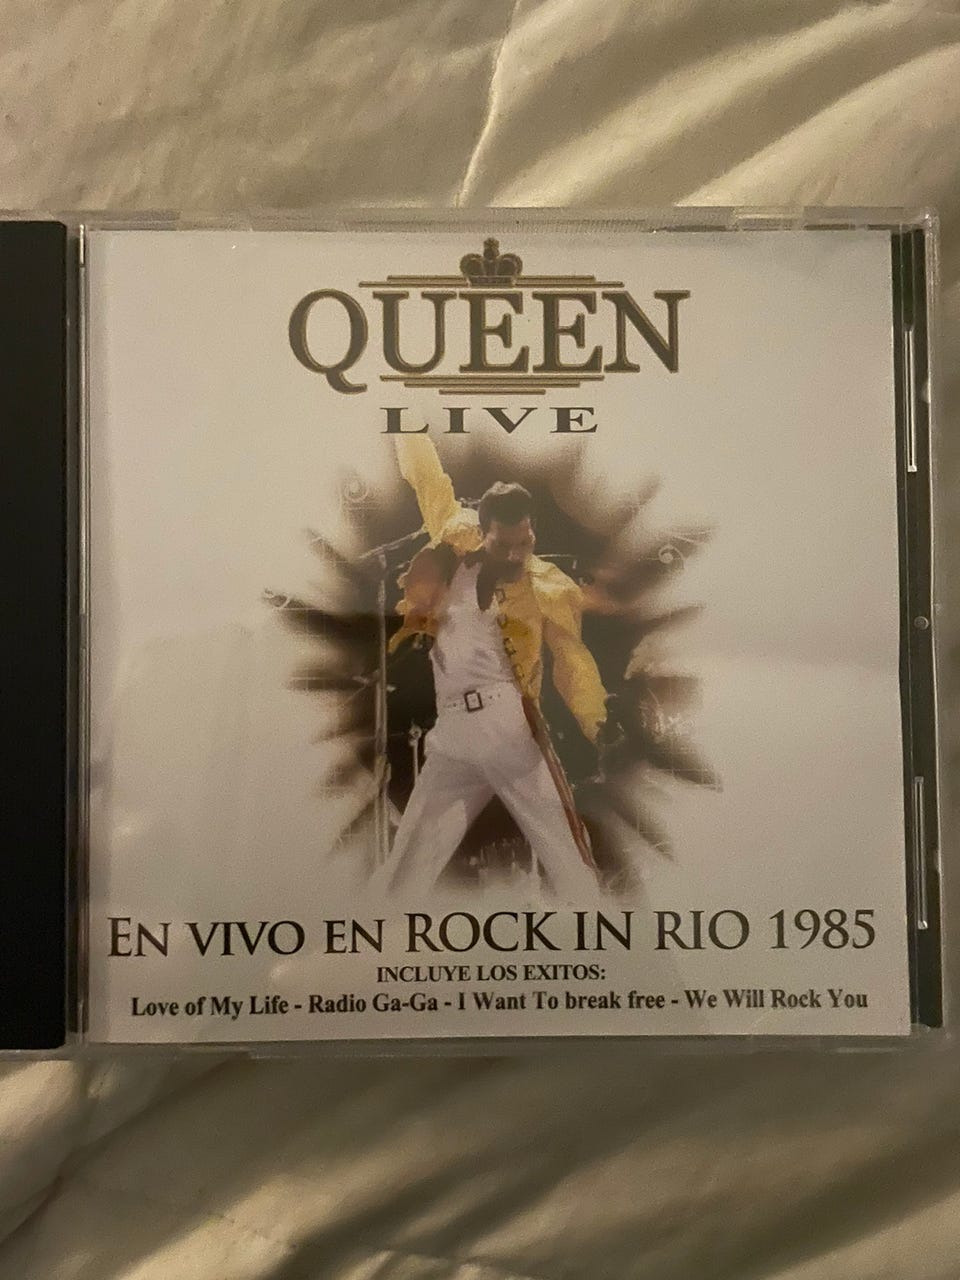 QUEEN
LIVE
EN VIVO EN ROCK IN RIO 1985
INCLUYE LOS EXITOS:
Love of My Life - Radio Ga-Ga - I Want To break free - We Will Rock You